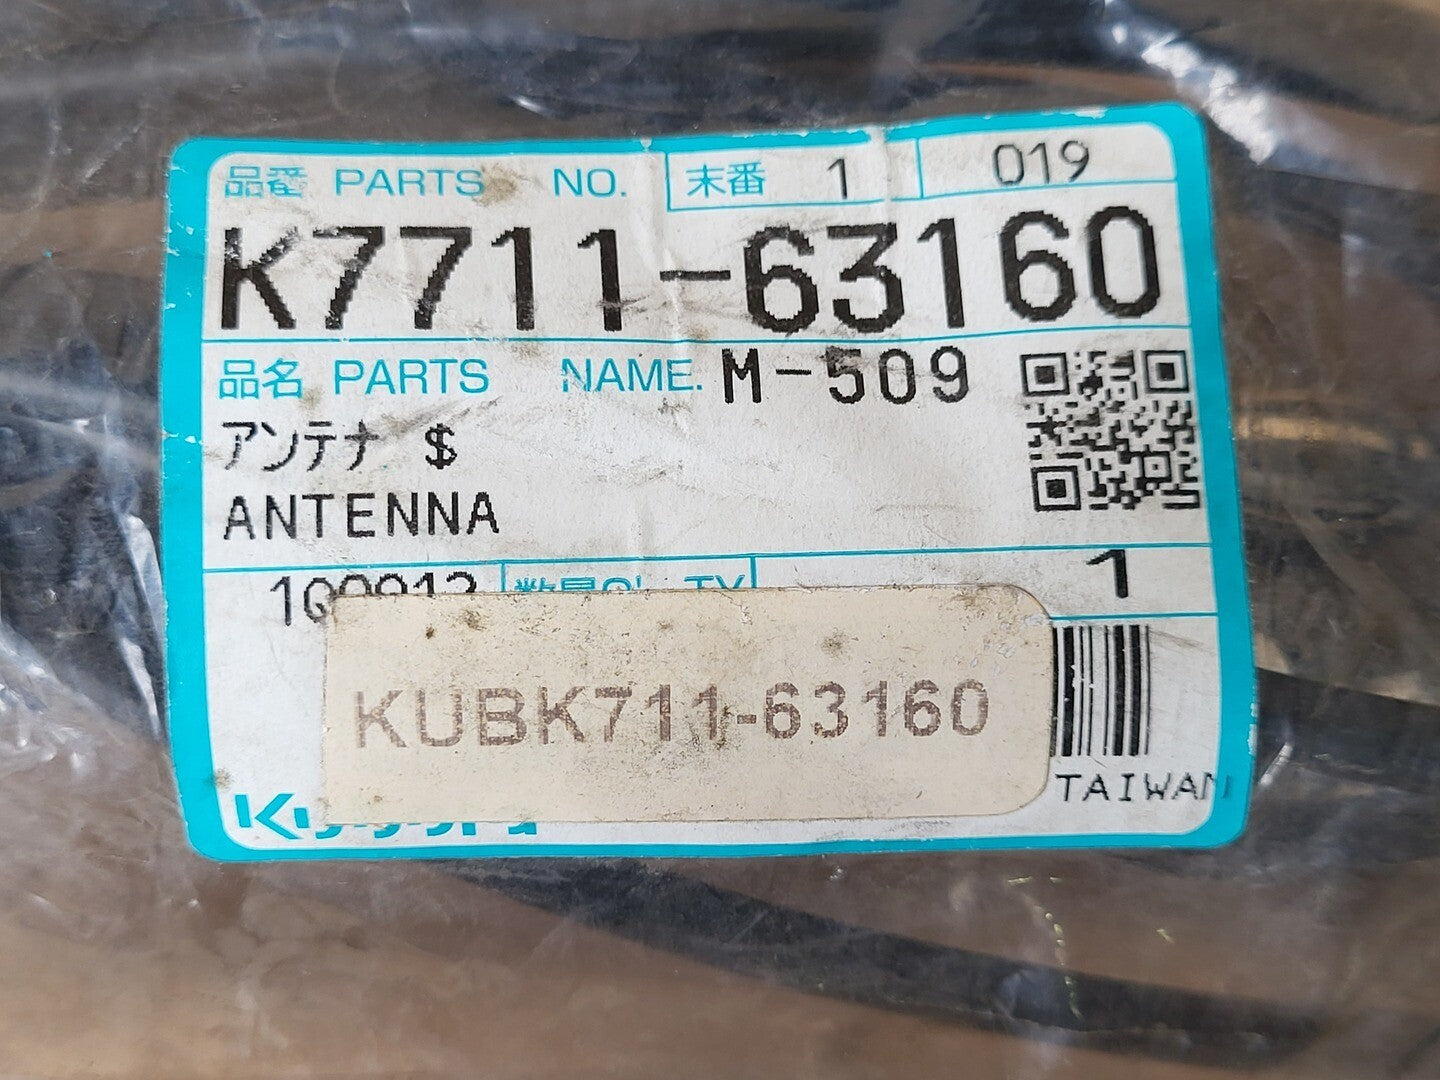 品番 PARTS NO. 末番 1 019
K7711-63160
品名 PARTS NAME. M-509
アンテナ $
ANTENNA
1
KUBK711-63160
TAIWAN
Kubota